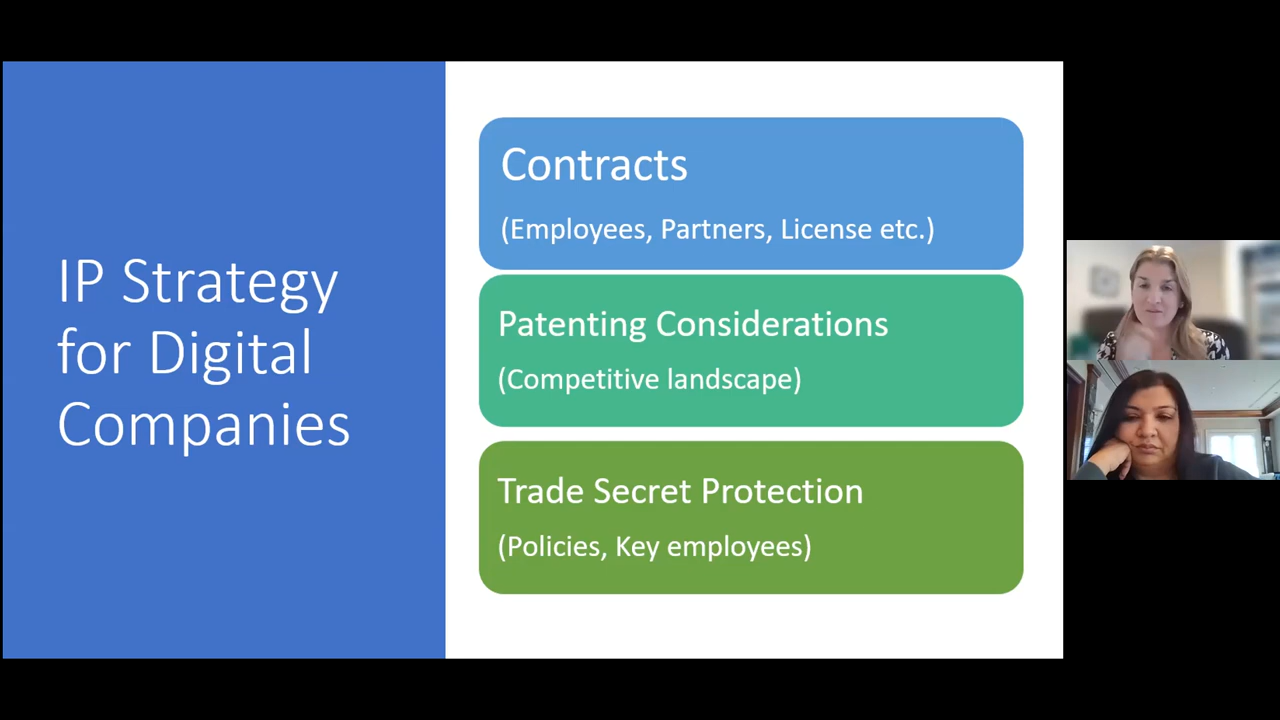 IP Strategy
for Digital
Companies
Contracts
(Employees, Partners, License etc.)
Patenting Considerations
(Competitive landscape)
Trade Secret Protection
(Policies, Key employees)